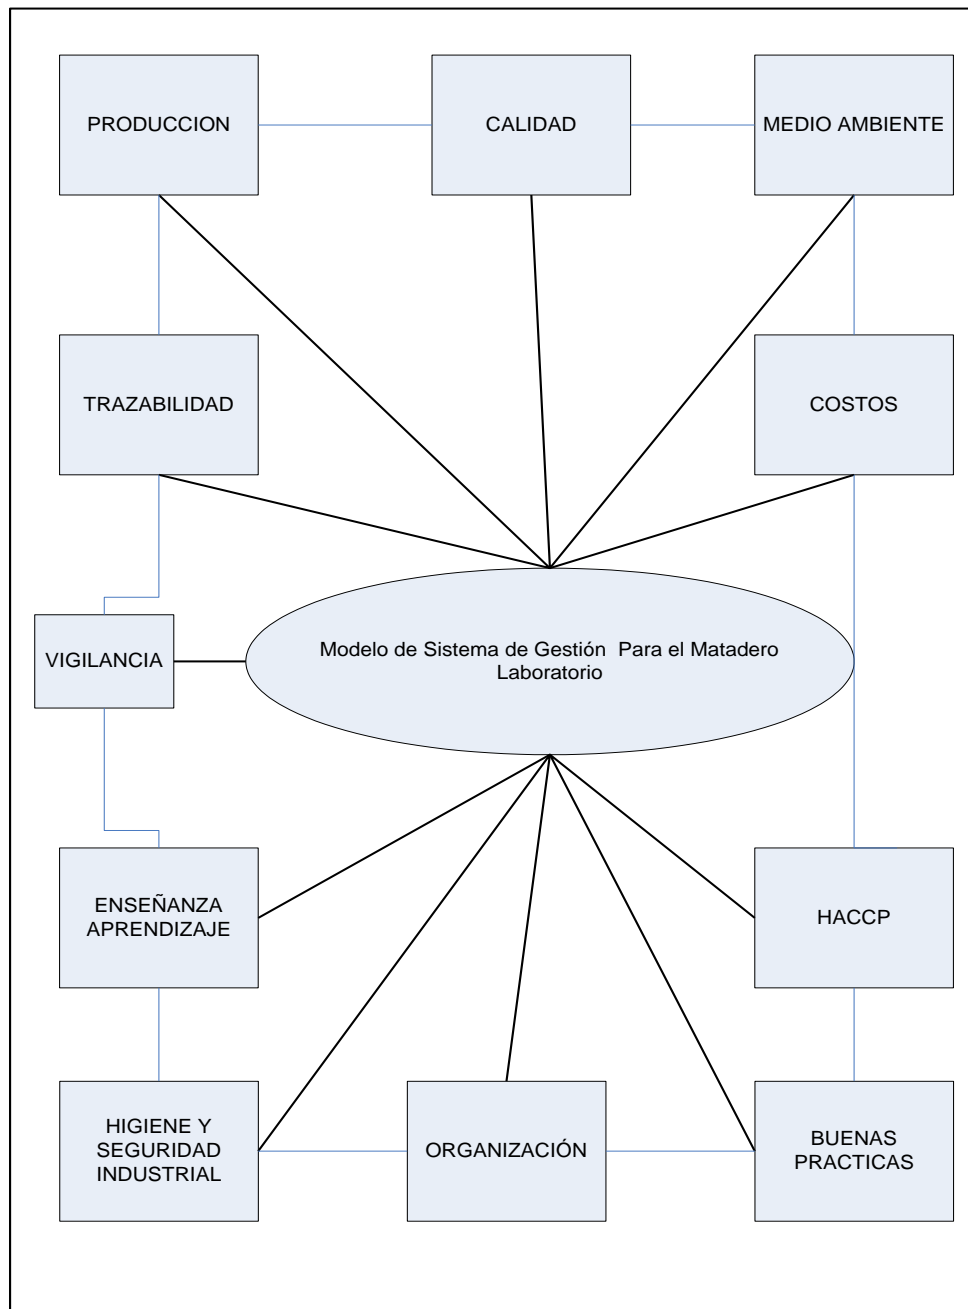 PRODUCCION
CALIDAD
MEDIO AMBIENTE
TRAZABILIDAD
COSTOS
VIGILANCIA
Modelo de Sistema de Gestión  Para el Matadero
Laboratorio
ENSEÑANZA
APRENDIZAJE
HACCP
HIGIENE Y
SEGURIDAD
INDUSTRIAL
ORGANIZACIÓN
BUENAS
PRACTICAS